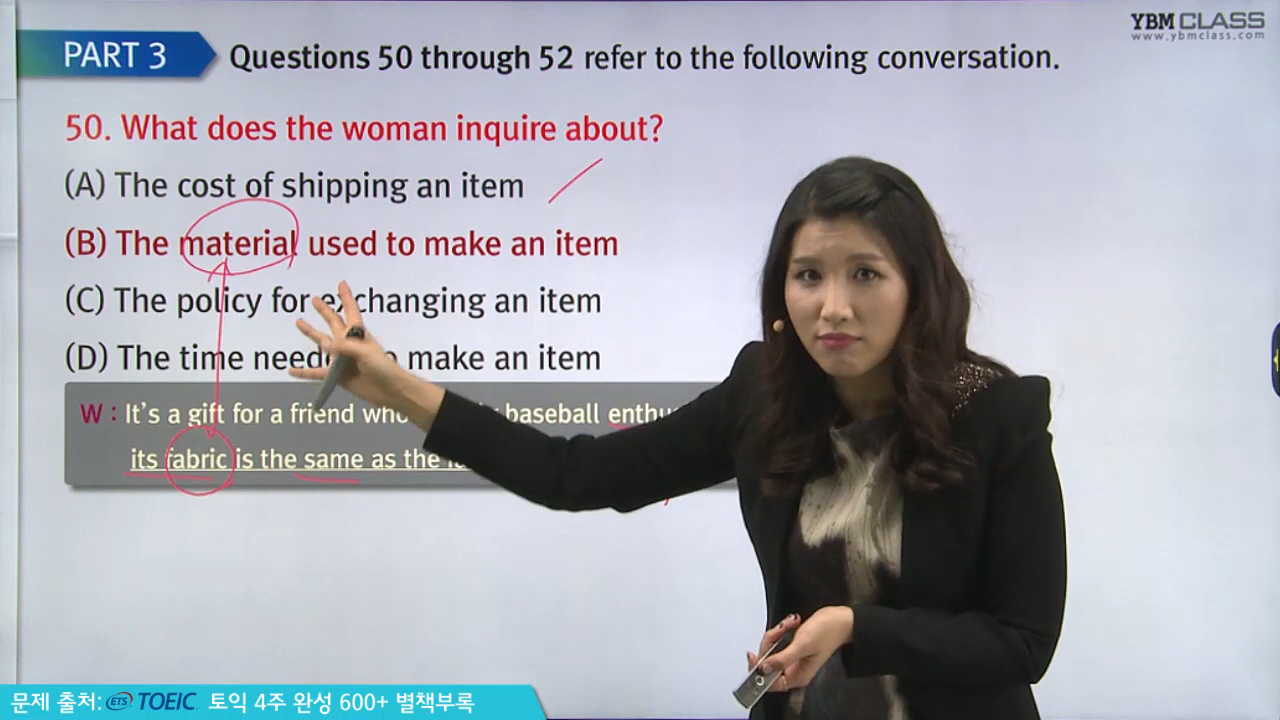 YBM CLASS
www.ybmclass.com
PART 3
Questions 50 through 52 refer to the following conversation.
50. What does the woman inquire about?
(A) The cost of shipping an item
(B) The material used to make an item
(C) The policy for exchanging an item
(D) The time make an item
W : It's a gift for a friend baseball
its fabric is the same as the
문제 출처: ETS TOEIC 토익 4주 완성 600+ 별책부록